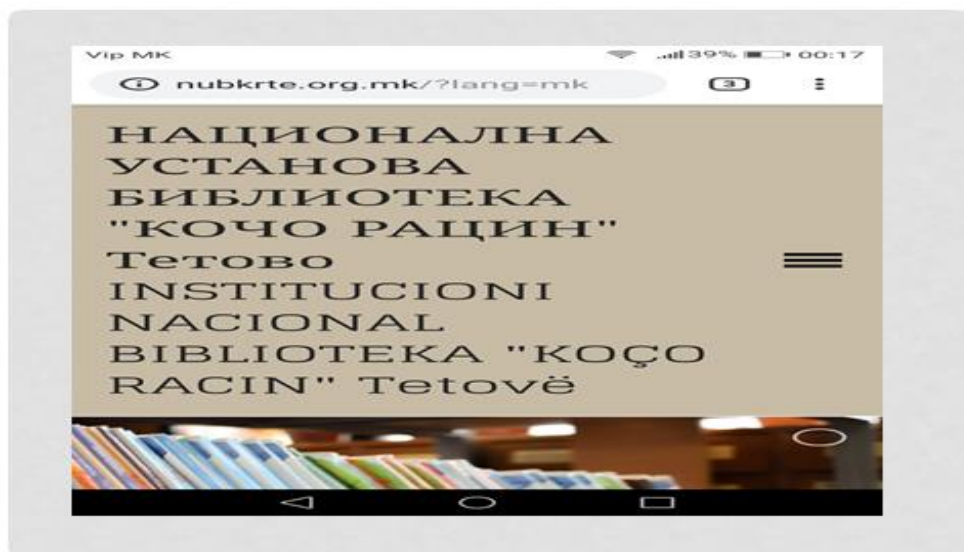 Vip MK 39% 00:17
nubkrte.org.mk/?lang=mk 3
НАЦИОНАЛНА
УСТАНОВА
БИБЛИОТЕКА
"КОЧО РАЦИН"
Тетово
INSTITUCIONI
NACIONAL
BIBLIOTEKA "KOÇO
RACIN" Tetovë